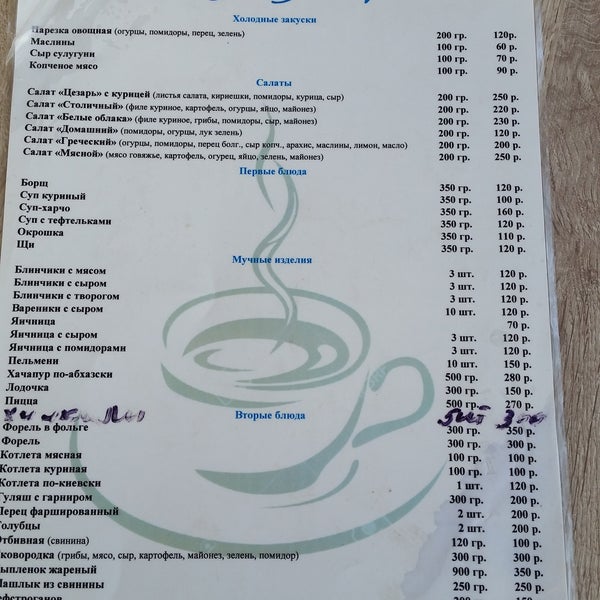 Холодные закуски
Нарезка овощная (огурцы, помидоры, перец, зелень) 200 гр. 120р.
Маслины 100 гр. 60 р.
Сыр сулугуни 100 гр. 70 р.
Копченое мясо 100 гр. 90 р.
Салаты
Салат «Цезарь» с курицей (листья салата, кириешки, помидоры, курица, сыр) 200 гр. 250 р.
Салат «Столичный» (филе куриное, картофель, огурцы, яйцо, майонез) 200 гр. 220 р.
Салат «Белые облака» (филе куриное, грибы, помидоры, сыр, майонез) 200 гр. 230 р.
Салат «Домашний» (помидоры, огурцы, лук зелень) 200 гр. 120 р.
Салат «Греческий» (огурцы, помидоры, перец болг., сыр копч., арахис, маслины, лимон, масло) 200 гр. 200 р.
Салат «Мясной» (мясо говяжье, картофель, огурец, яйцо, зелень, майонез) 200 гр. 250 р.
Первые блюда
Борщ 350 гр. 120 р.
Суп куриный 350 гр. 100 р.
Суп-харчо 350 гр. 160 р.
Суп с тефтельками 350 гр. 120 р.
Окрошка 350 гр. 110 р.
Щи 350 гр. 120 р.
Мучные изделия
Блинчики с мясом 3 шт. 120 р.
Блинчики с сыром 3 шт. 120 р.
Блинчики с творогом 3 шт. 120 р.
Вареники с сыром 10 шт. 120 р.
Яичница 70 р.
Яичница с сыром 3 шт. 120 р.
Яичница с помидорами 3 шт. 120 р.
Пельмени 10 шт. 150 р.
Хачапур по-абхазски 500 гр. 280 р.
Лодочка 300 гр. 150 р.
Пицца 500 гр. 270 р.
Вторые блюда
Форель в фольге 300 гр. 350 р.
Форель 300 гр. 300 р.
Котлета мясная 100 гр. 100 р.
Котлета куриная 100 гр. 100 р.
Котлета по-киевски 1 шт. 120 р.
Гуляш с гарниром 300 гр. 200 р.
Перец фаршированный 2 шт. 200 р.
Голубцы 2 шт. 200 р.
Отбивная (свинина) 120 гр. 100 р.
Сковородка (грибы, мясо, сыр, картофель, майонез, зелень, помидор) 300 гр. 300 р.
ыпленок жареный 900 гр. 350 р.
Шашлык из свинины 250 гр. 250 р.